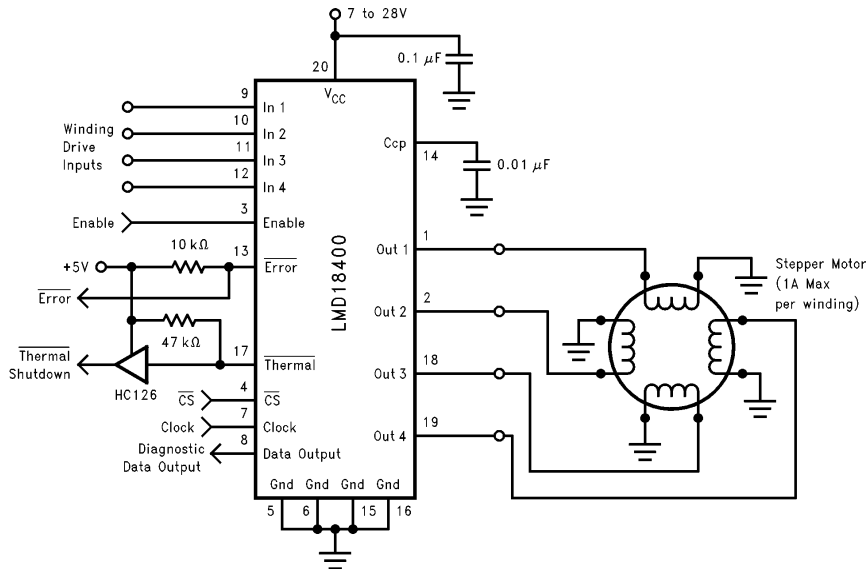 7 to 28V
0.1 µF
20
VCC
9
In 1
10
In 2
11
In 3
12
In 4
Winding
Drive
Inputs
Ccp
14
0.01 µF
3
Enable
Enable
10 kΩ
13
+5V
Error
Error
LMD18400
1
Out 1
2
Out 2
18
Out 3
19
Out 4
Stepper Motor
(1A Max
per winding)
47 kΩ
17
Thermal
Shutdown
Thermal
HC126
4
CS
CS
7
Clock
Clock
8
Diagnostic
Data Output
Data Output
Gnd Gnd Gnd Gnd
5 6 15 16